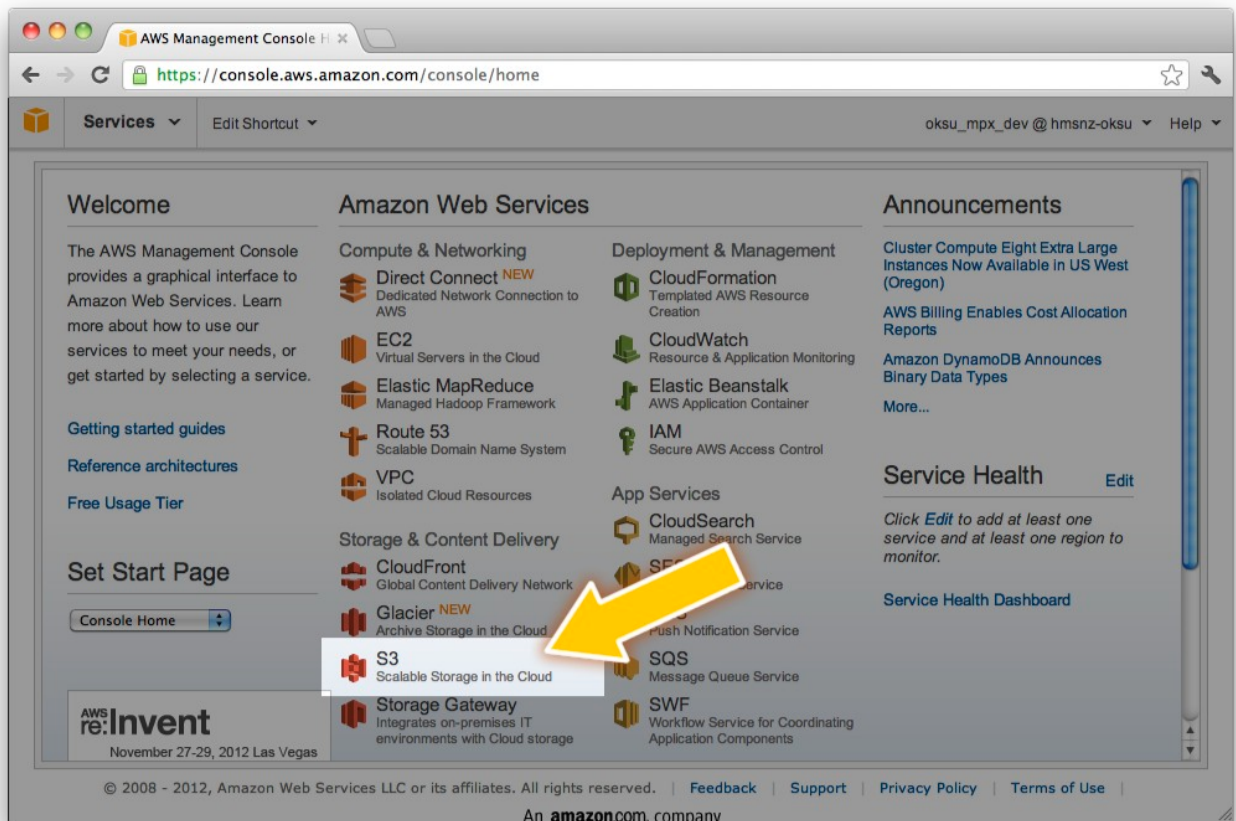 AWS Management Console H
https://console.aws.amazon.com/console/home
Services
Edit Shortcut
oksu_mpx_dev @ hmsnz-oksu
Help
Welcome
The AWS Management Console
provides a graphical interface to
Amazon Web Services. Learn
more about how to use our
services to meet your needs, or
get started by selecting a service.
Getting started guides
Reference architectures
Free Usage Tier
Set Start Page
Console Home
AWS
re:Invent
November 27-29, 2012 Las Vegas
Amazon Web Services
Compute & Networking
Direct Connect NEW
Dedicated Network Connection to
AWS
EC2
Virtual Servers in the Cloud
Elastic MapReduce
Managed Hadoop Framework
Route 53
Scalable Domain Name System
VPC
Isolated Cloud Resources
Storage & Content Delivery
CloudFront
Global Content Delivery Network
Glacier NEW
Archive Storage in the Cloud
S3
Scalable Storage in the Cloud
Storage Gateway
Integrates on-premises IT
environments with Cloud storage
Deployment & Management
CloudFormation
Templated AWS Resource
Creation
CloudWatch
Resource & Application Monitoring
Elastic Beanstalk
AWS Application Container
IAM
Secure AWS Access Control
App Services
CloudSearch
Managed Search Service
Service
Push Notification Service
SQS
Message Queue Service
SWF
Workflow Service for Coordinating
Application Components
Announcements
Cluster Compute Eight Extra Large
Instances Now Available in US West
(Oregon)
AWS Billing Enables Cost Allocation
Reports
Amazon DynamoDB Announces
Binary Data Types
More...
Service Health
Edit
Click Edit to add at least one
service and at least one region to
monitor.
Service Health Dashboard
© 2008 - 2012, Amazon Web Services LLC or its affiliates. All rights reserved. | Feedback | Support | Privacy Policy | Terms of Use |
An amazon.com. company